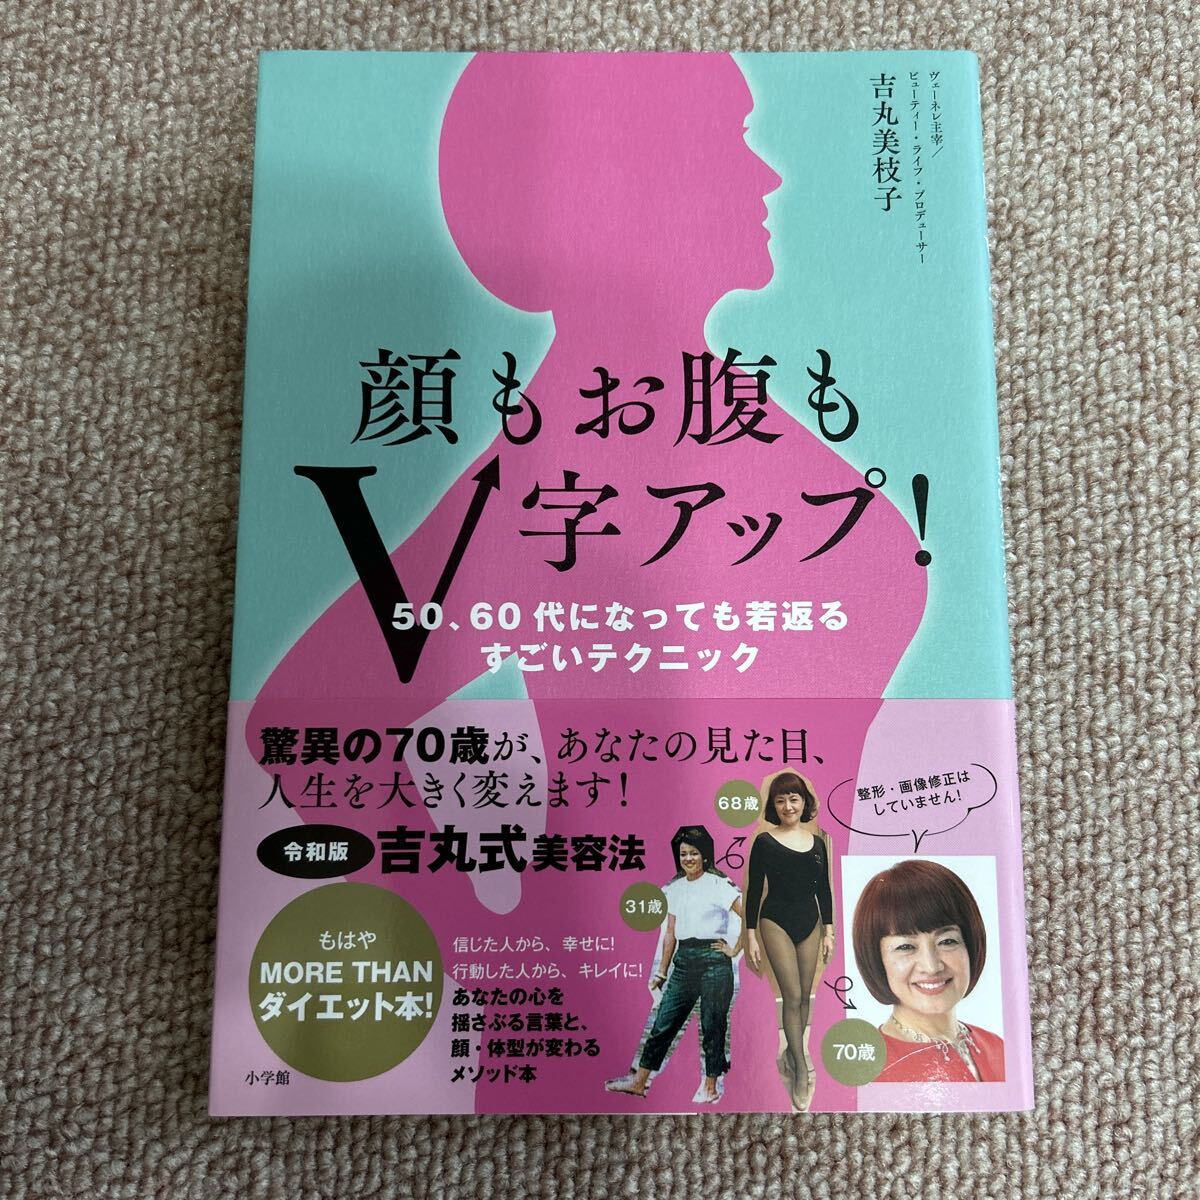 ヴェーネレ主宰／
ビューティー・ライフ・プロデューサー
吉丸美枝子
顔もお腹も
V字アップ!
50、60代になっても若返る
すごいテクニック
驚異の70歳が、あなたの見た目、
人生を大きく変えます!
令和版 吉丸式美容法
もはや
MORE THAN
ダイエット本!
信じた人から、幸せに!
行動した人から、キレイに!
あなたの心を
揺さぶる言葉と、
顔・体型が変わる
メソッド本
31歳
68歳
70歳
整形・画像修正は
していません!
小学館